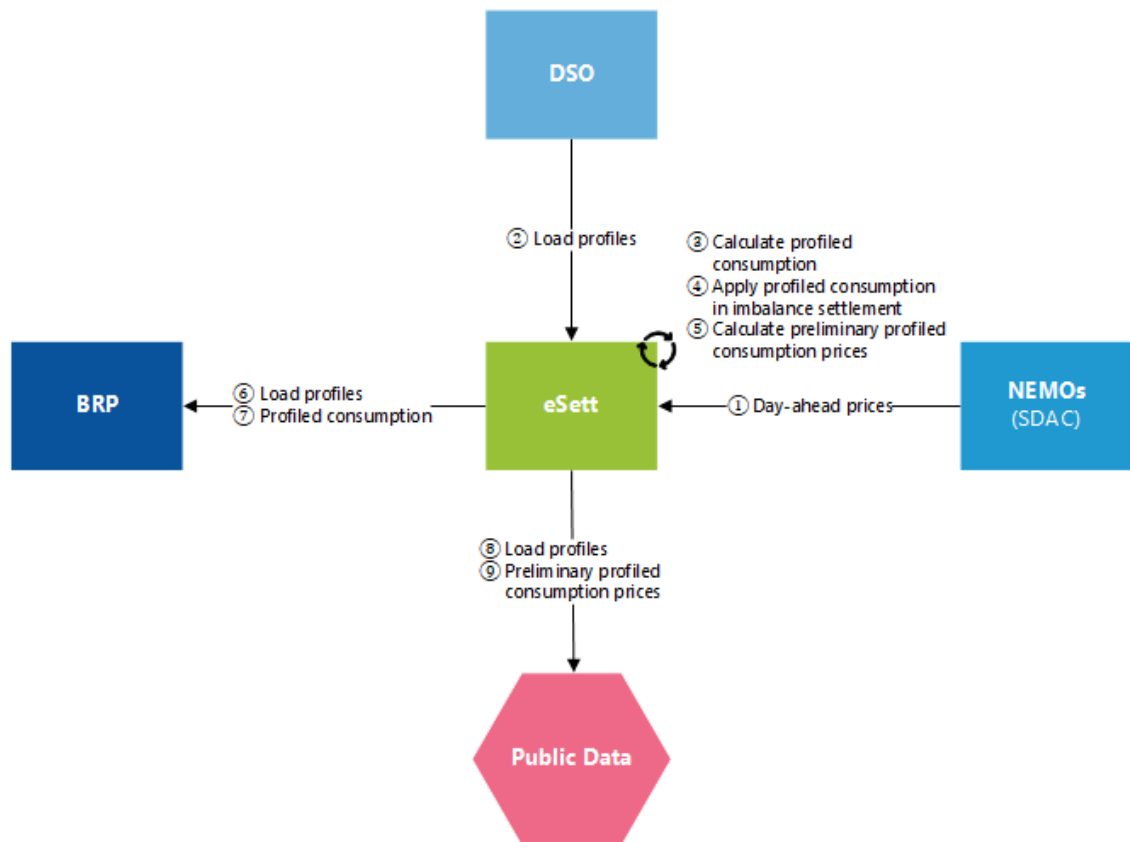 DSO
② Load profiles
③ Calculate profiled
consumption
④ Apply profiled consumption
in imbalance settlement
⑤ Calculate preliminary profiled
consumption prices
BRP
⑥ Load profiles
⑦ Profiled consumption
eSett
① Day-ahead prices
NEMOs
(SDAC)
⑧ Load profiles
⑨ Preliminary profiled
consumption prices
Public Data